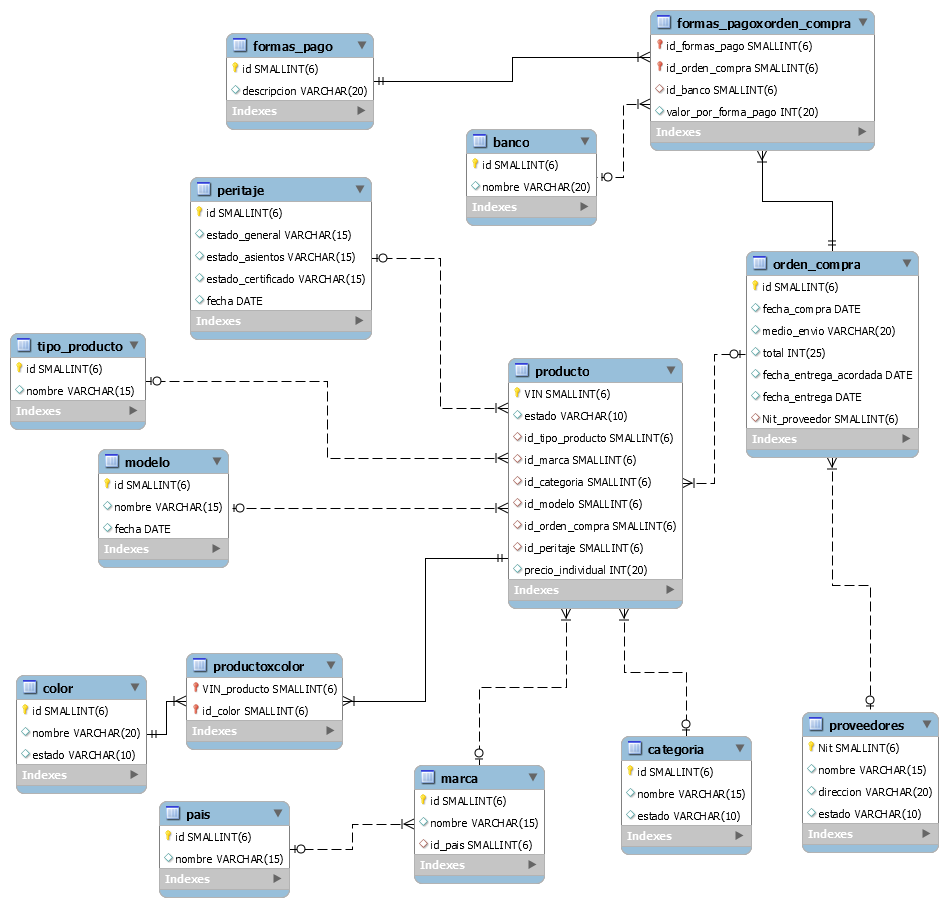 formas_pago
id SMALLINT(6)
descripcion VARCHAR(20)
Indexes
formas_pagoxorden_compra
id_formas_pago SMALLINT(6)
id_orden_compra SMALLINT(6)
id_banco SMALLINT(6)
valor_por_forma_pago INT(20)
Indexes
banco
id SMALLINT(6)
nombre VARCHAR(20)
Indexes
peritaje
id SMALLINT(6)
estado_general VARCHAR(15)
estado_asientos VARCHAR(15)
estado_certificado VARCHAR(15)
fecha DATE
Indexes
orden_compra
id SMALLINT(6)
fecha_compra DATE
medio_envio VARCHAR(20)
total INT(25)
fecha_entrega_acordada DATE
fecha_entrega DATE
Nit_proveedor SMALLINT(6)
Indexes
tipo_producto
id SMALLINT(6)
nombre VARCHAR(15)
Indexes
producto
VIN SMALLINT(6)
estado VARCHAR(10)
id_tipo_producto SMALLINT(6)
id_marca SMALLINT(6)
id_categoria SMALLINT(6)
id_modelo SMALLINT(6)
id_orden_compra SMALLINT(6)
id_peritaje SMALLINT(6)
precio_individual INT(20)
Indexes
modelo
id SMALLINT(6)
nombre VARCHAR(15)
fecha DATE
Indexes
productoxcolor
VIN_producto SMALLINT(6)
id_color SMALLINT(6)
Indexes
color
id SMALLINT(6)
nombre VARCHAR(20)
estado VARCHAR(10)
Indexes
proveedores
Nit SMALLINT(6)
nombre VARCHAR(15)
direccion VARCHAR(20)
estado VARCHAR(10)
Indexes
categoria
id SMALLINT(6)
nombre VARCHAR(15)
estado VARCHAR(10)
Indexes
marca
id SMALLINT(6)
nombre VARCHAR(15)
id_pais SMALLINT(6)
Indexes
pais
id SMALLINT(6)
nombre VARCHAR(15)
Indexes